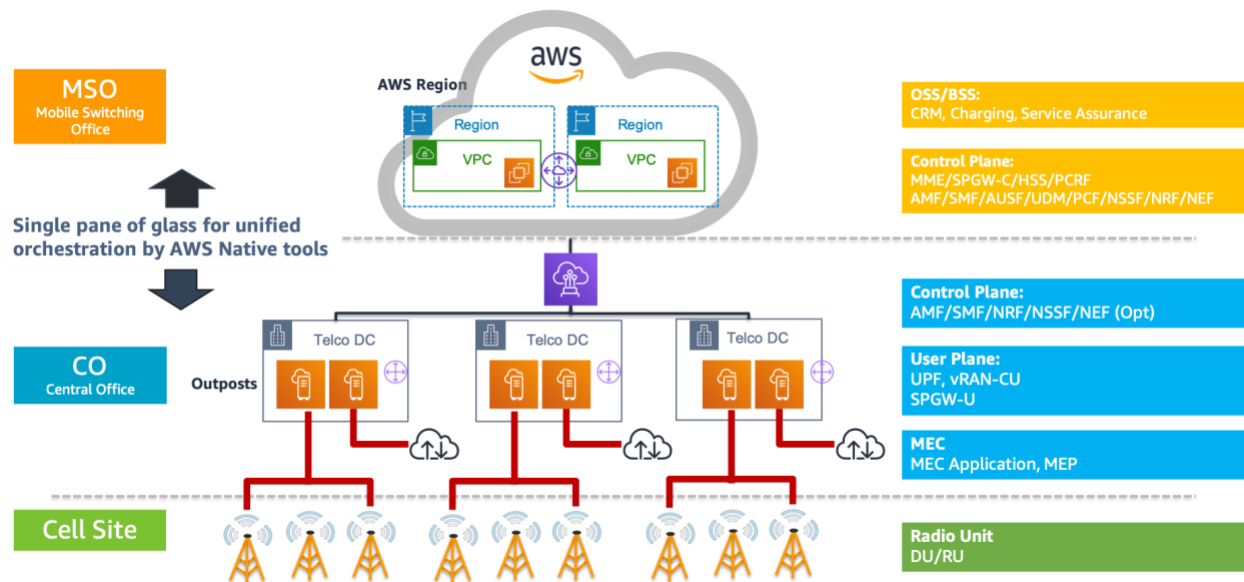 aws
MSO
Mobile Switching
Office
AWS Region
Region
VPC
Region
VPC
OSS/BSS:
CRM, Charging, Service Assurance
Control Plane:
MME/SPGW-C/HSS/PCRF
AMF/SMF/AUSF/UDM/PCF/NSSF/NRF/NEF
Single pane of glass for unified
orchestration by AWS Native tools
Control Plane:
AMF/SMF/NRF/NSSF/NEF (Opt)
CO
Central Office
Outposts
Telco DC
Telco DC
Telco DC
User Plane:
UPF, vRAN-CU
SPGW-U
MEC
MEC Application, MEP
Cell Site
Radio Unit
DU/RU